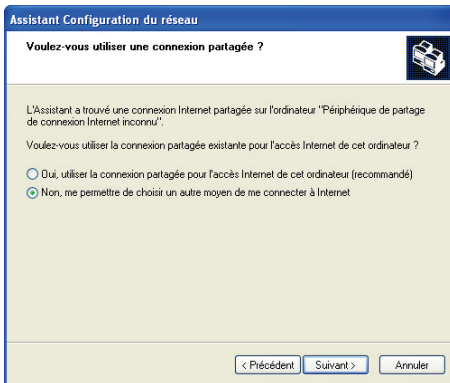 Assistant Configuration du réseau
Voulez-vous utiliser une connexion partagée ?
L'Assistant a trouvé une connexion Internet partagée sur l'ordinateur "Périphérique de partage
de connexion Internet inconnu".
Voulez-vous utiliser la connexion partagée existante pour l'accès Internet de cet ordinateur ?
Oui, utiliser la connexion partagée pour l'accès Internet de cet ordinateur (recommandé)
Non, me permettre de choisir un autre moyen de me connecter à Internet
< Précédent Suivant > Annuler